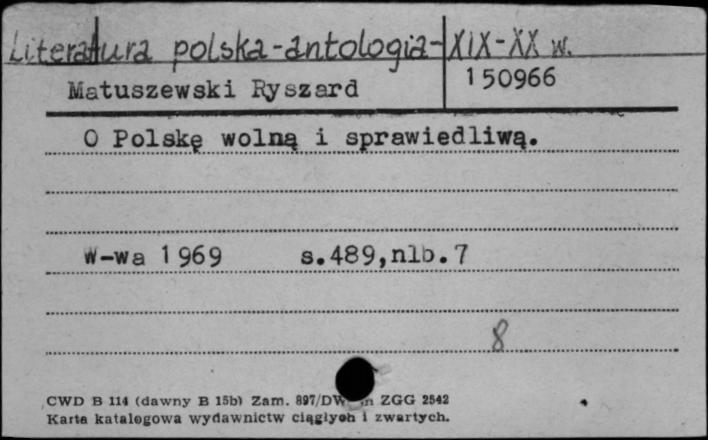 Literatura polska-antologia-XIX-XX w.
Matuszewski Ryszard 150966
O Polskę wolną i sprawiedliwą.
W-wa 1969 s.489,nlb.7
8
CWD B 114 (dawny B 15b) Zam. 897/DW ZGG 2542
Karta katalogowa wydawnictw ciągłych i zwartych.